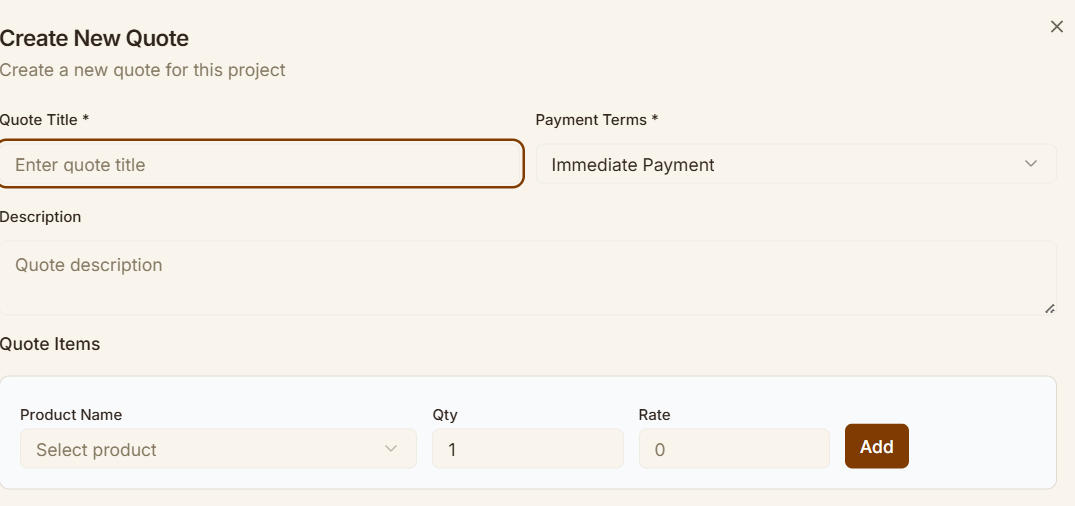 Create New Quote
Create a new quote for this project
Quote Title * Payment Terms *
Enter quote title Immediate Payment
Description
Quote description
Quote Items
Product Name Qty Rate
Select product 1 0 Add